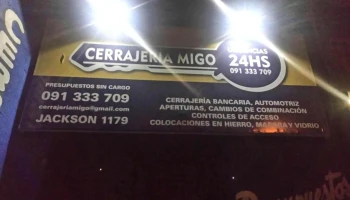 CERRAJERIA MIGO
24HS
091 333 709
PRESUPUESTOS SIN CARGO
091 333 709
cerrajeriamigo@gmail.com
JACKSON 1179
CERRAJERÍA BANCARIA, AUTOMOTRIZ
APERTURAS, CAMBIOS DE COMBINACIÓN
CONTROLES DE ACCESO
COLOCACIONES EN HIERRO, MADERA Y VIDRIO
Presupuestos